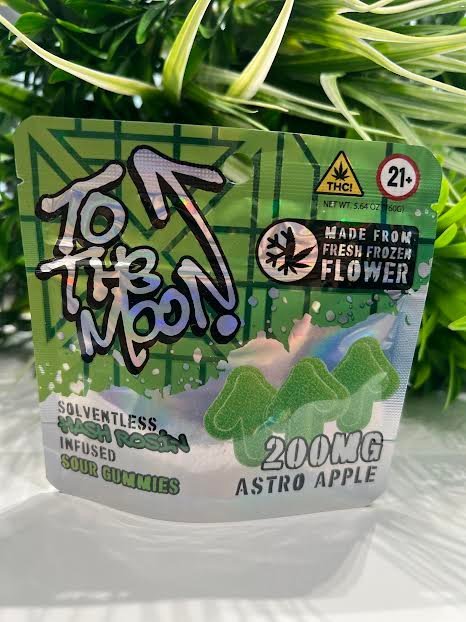 TO
THE
MOON!
THC!
21+
NET WT. 5.64 OZ (160G)
MADE FROM
FRESH FROZEN
FLOWER
SOLVENTLESS
HASH ROSIN
INFUSED
SOUR GUMMIES
200MG
ASTRO APPLE